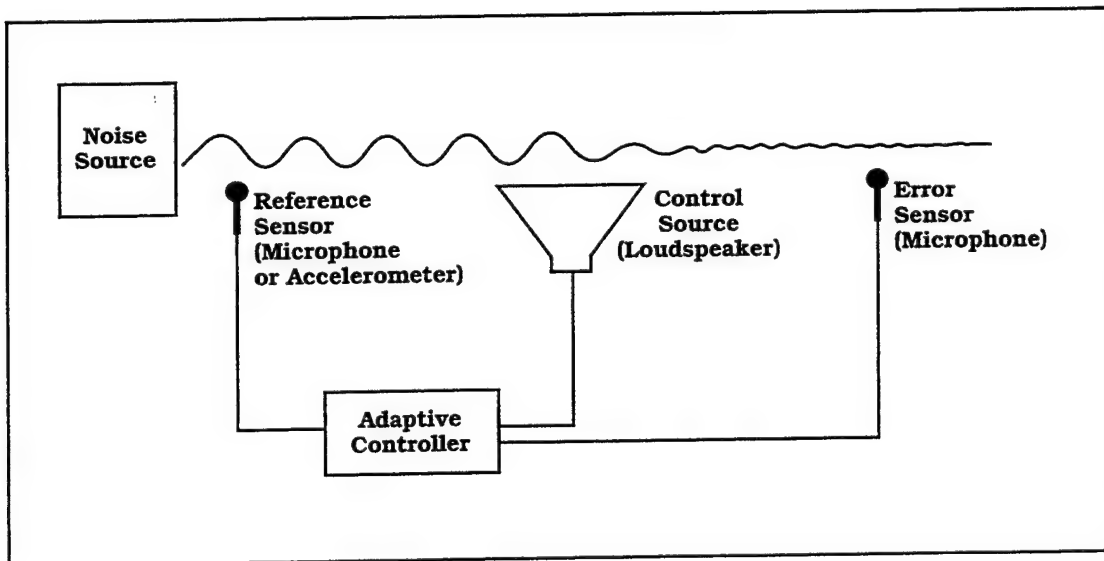 Noise
Source
Reference
Sensor
(Microphone
or Accelerometer)
Control
Source
(Loudspeaker)
Error
Sensor
(Microphone)
Adaptive
Controller